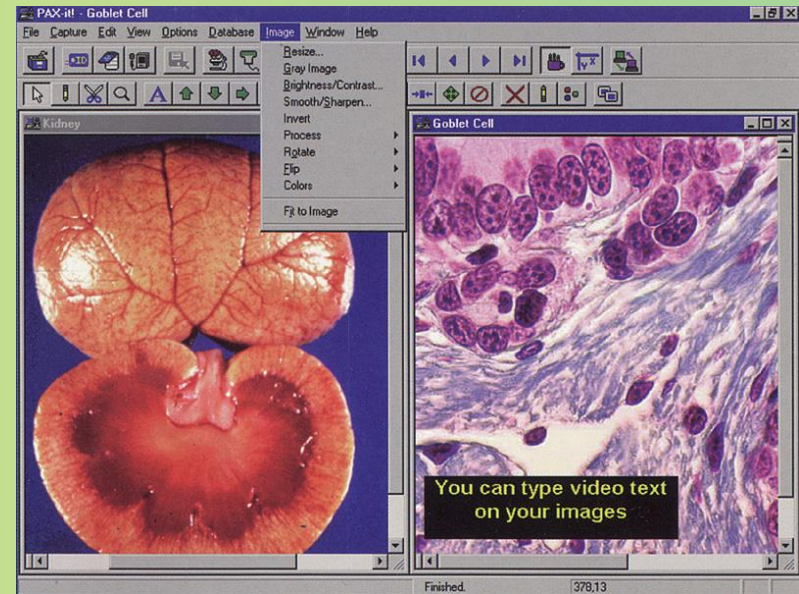 PAX-it! - Goblet Cell
File Capture Edit View Options Database Image Window Help
Resize...
Gray Image
Brightness/Contrast...
Smooth/Sharpen...
Invert
Process
Rotate
Flip
Colors
Fit to Image
Kidney
Goblet Cell
You can type video text
on your images
Finished. 378,13